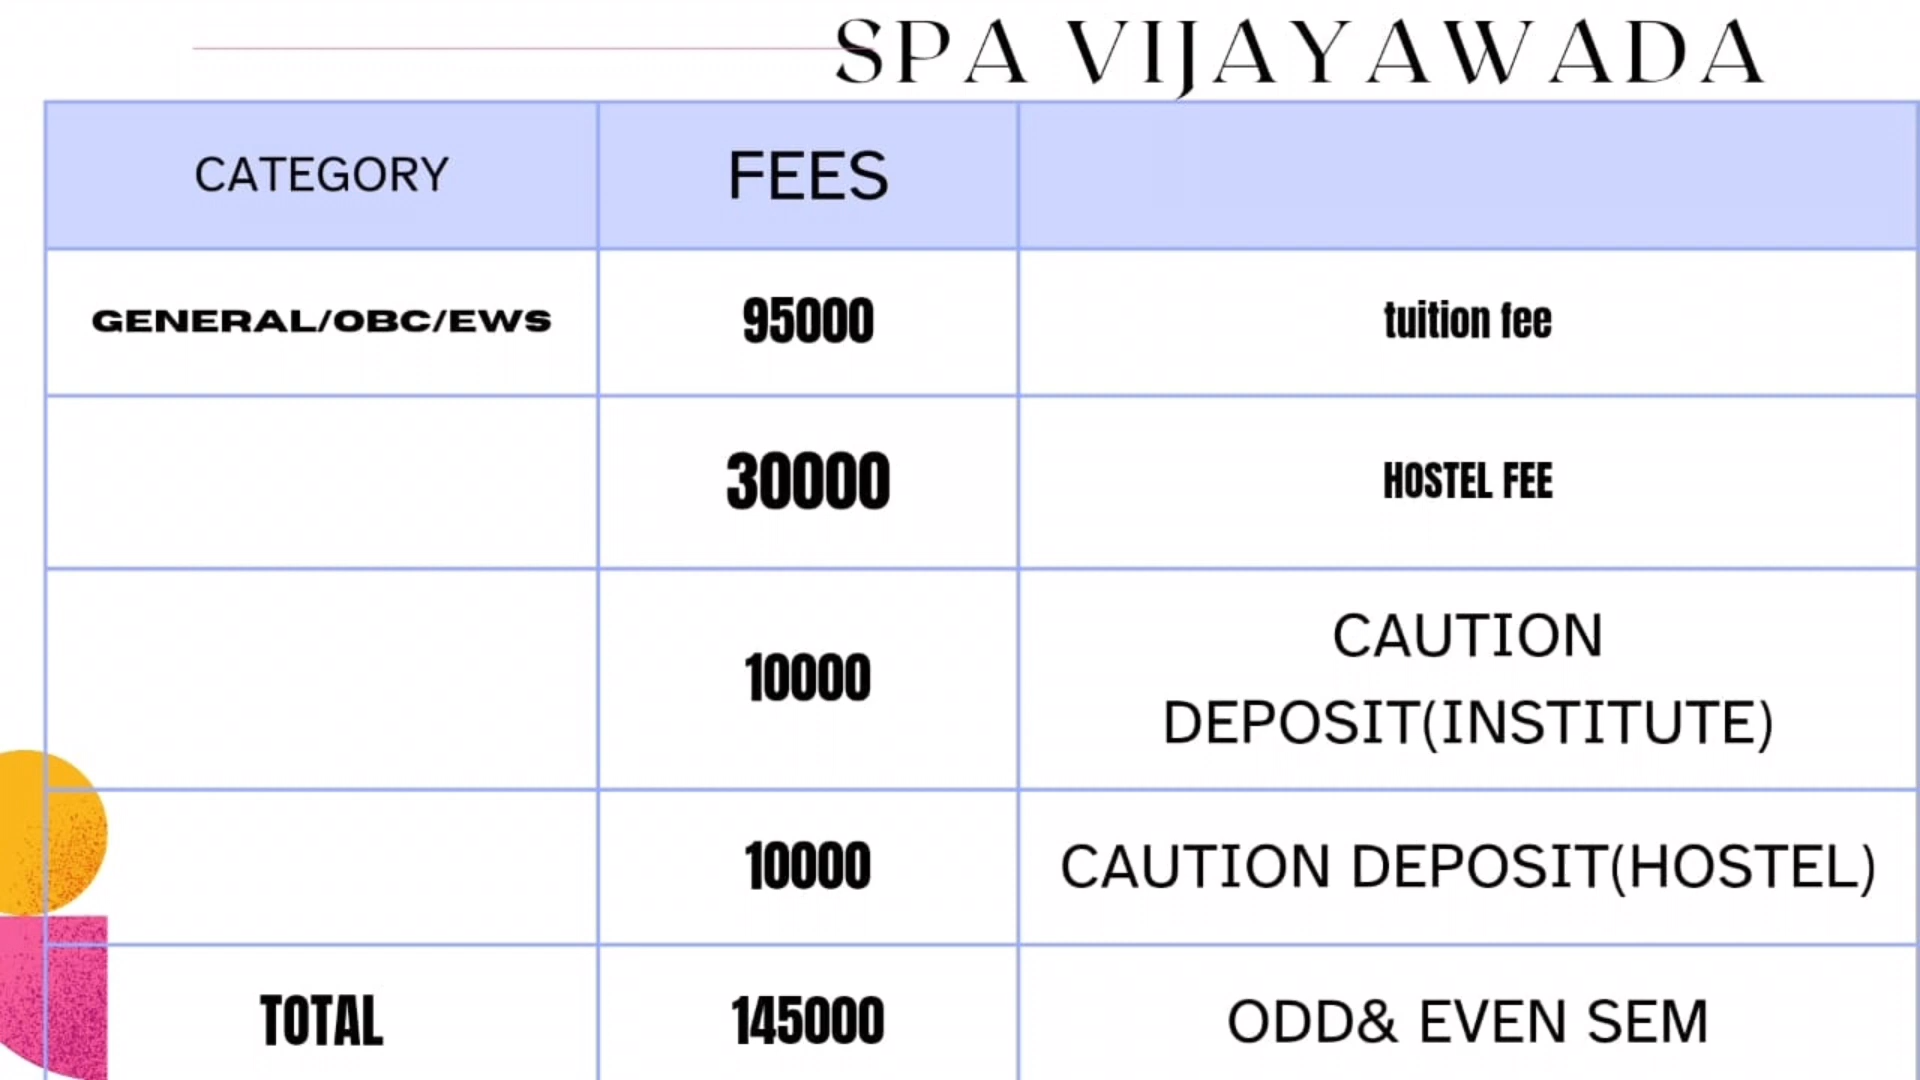 SPA VIJAYAWADA
CATEGORY FEES
GENERAL/OBC/EWS 95000 tuition fee
30000 HOSTEL FEE
10000 CAUTION
DEPOSIT(INSTITUTE)
10000 CAUTION DEPOSIT(HOSTEL)
TOTAL 145000 ODD& EVEN SEM